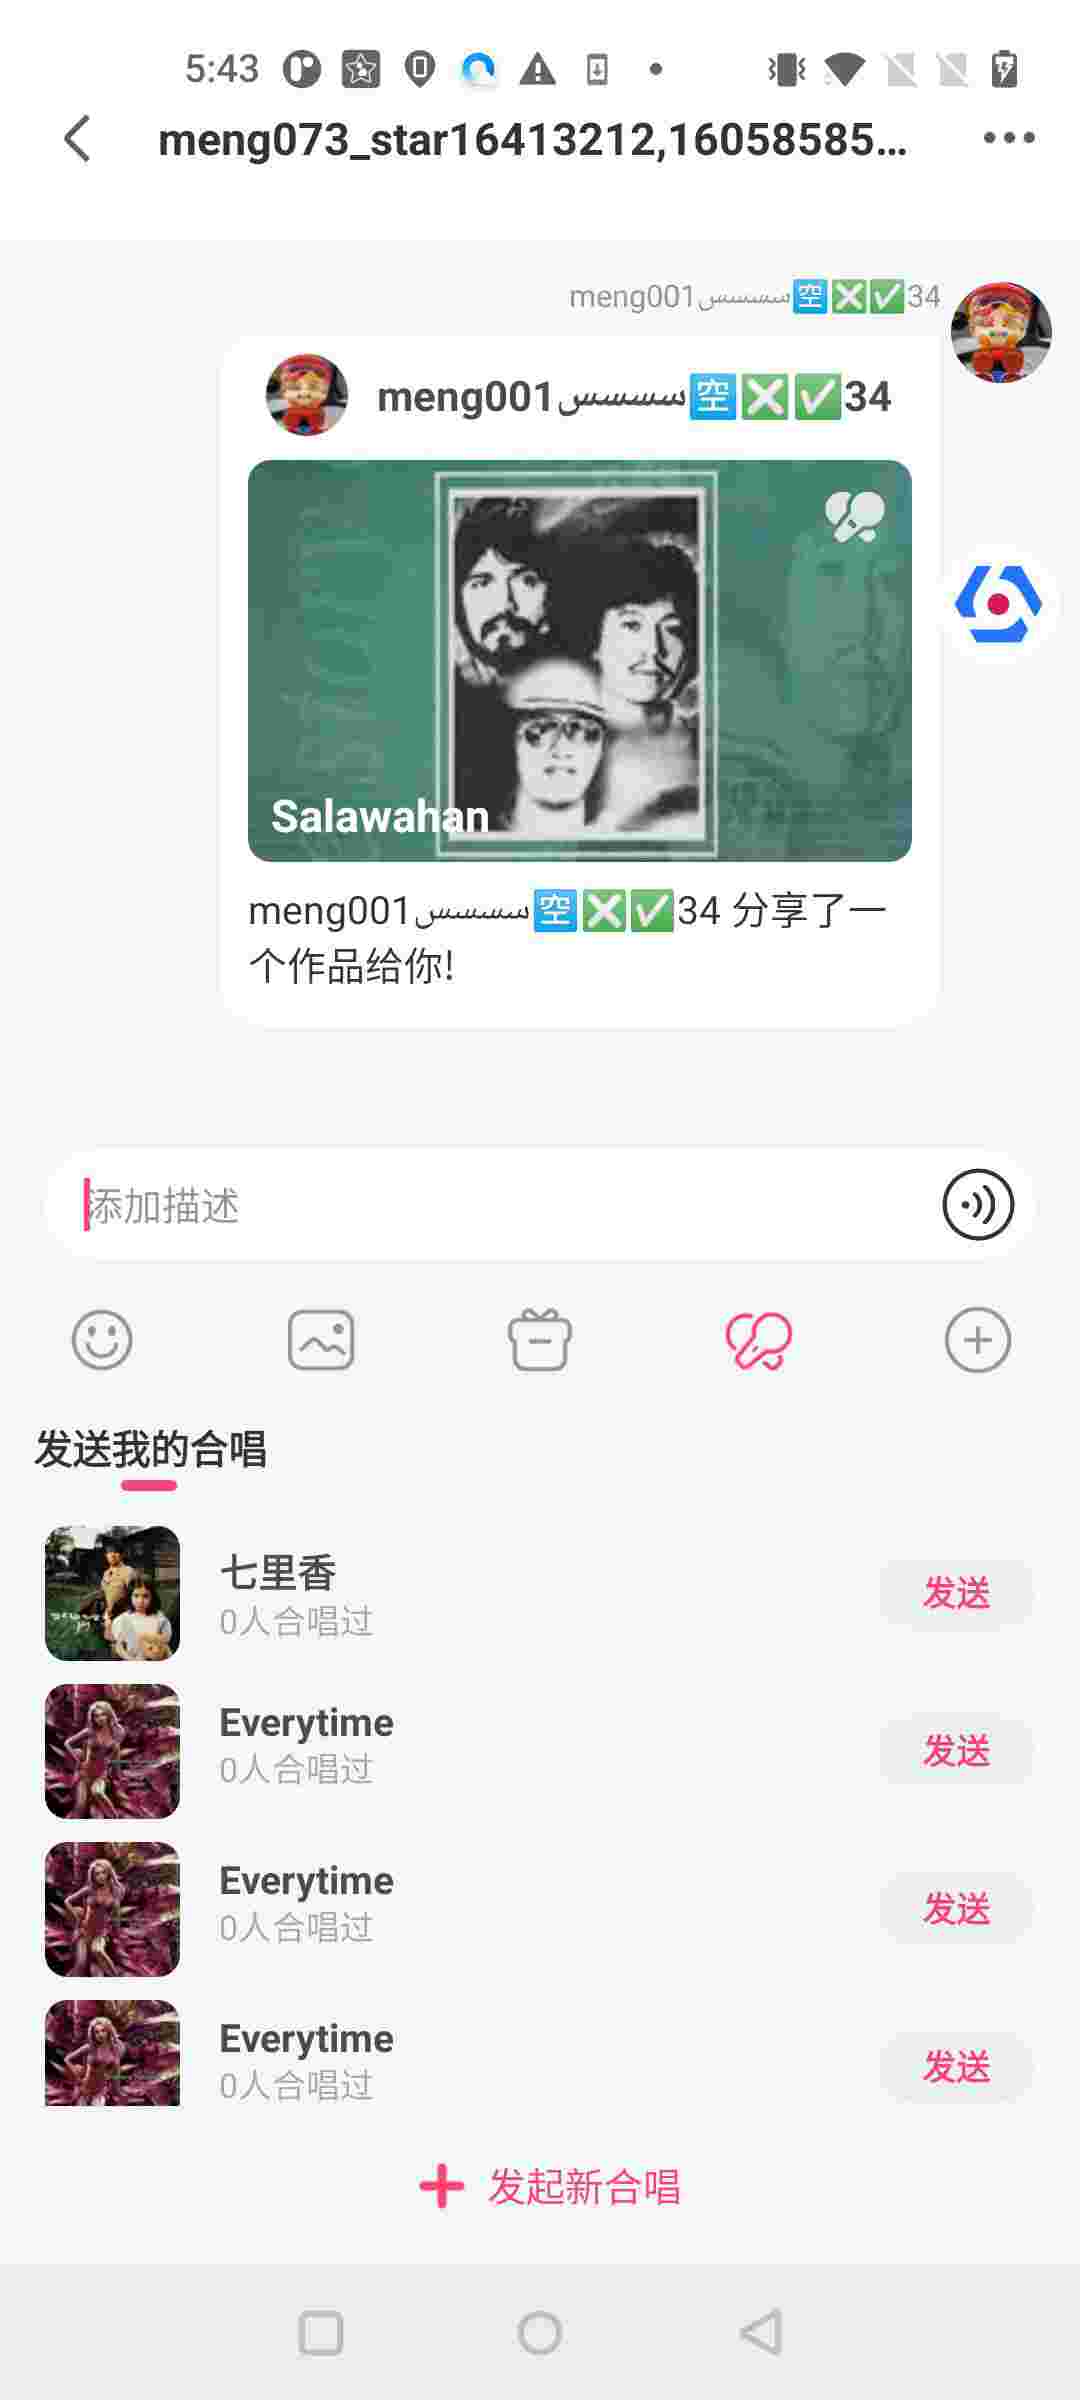 5:43
meng073_star16413212,16058585...
meng001سسسس🈳❎✅34
meng001سسسس🈳❎✅34
Salawahan
meng001سسسس🈳❎✅34 分享了一
个作品给你!
添加描述
发送我的合唱
七里香
0人合唱过
发送
Everytime
0人合唱过
发送
Everytime
0人合唱过
发送
Everytime
0人合唱过
发送
发起新合唱